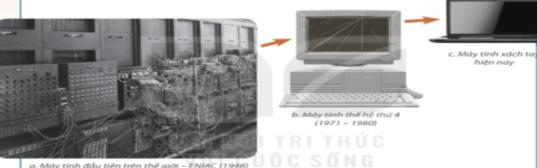 c. Máy tính xách tay
hiện nay
b. Máy tính thế hệ thứ 4
(1971 – 1980)
TRI THỨC
CUỘC SỐNG
a. Máy tính đầu tiên trên thế giới – ENIAC (1946)